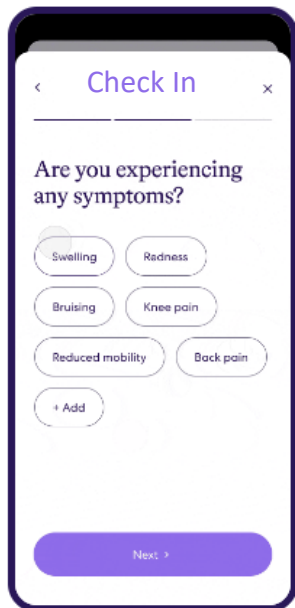 Check In
Are you experiencing
any symptoms?
Swelling Redness
Bruising Knee pain
Reduced mobility Back pain
+ Add
Next >